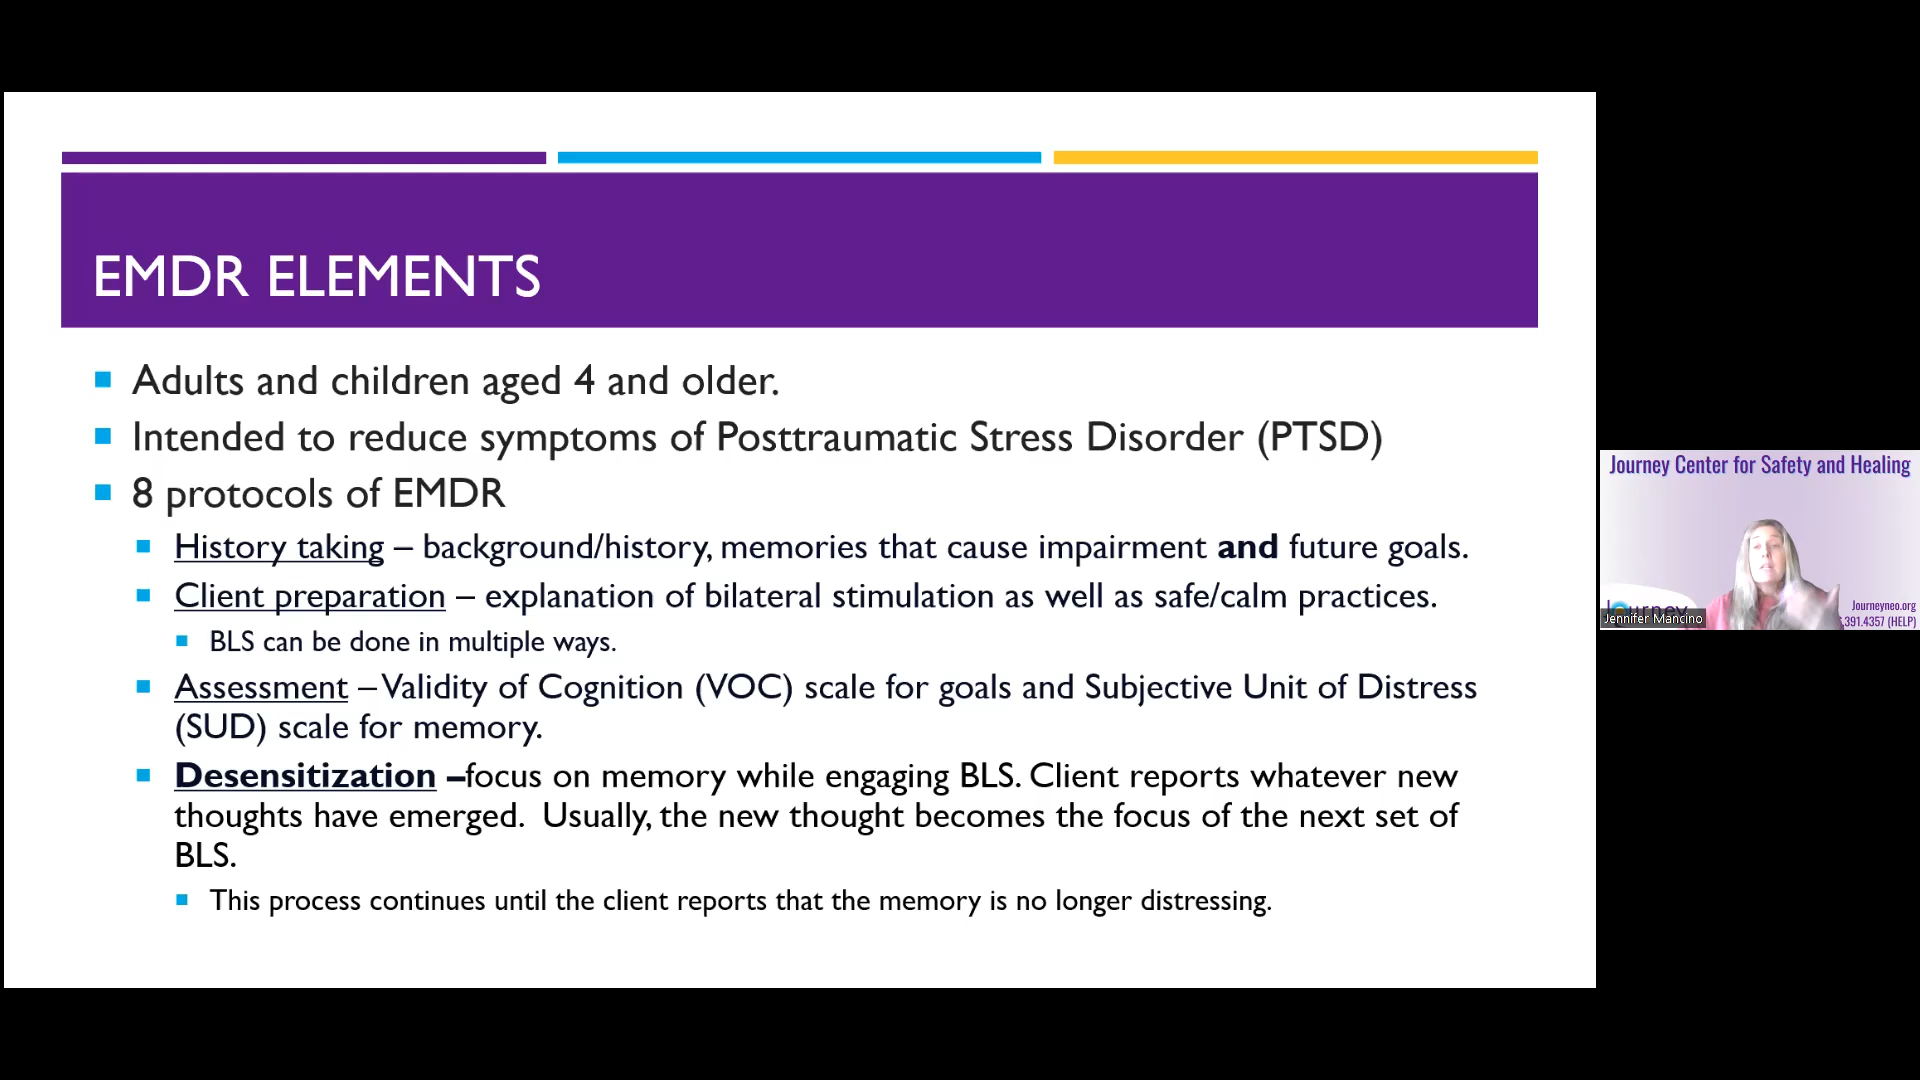 EMDR ELEMENTS
Adults and children aged 4 and older.
Intended to reduce symptoms of Posttraumatic Stress Disorder (PTSD)
8 protocols of EMDR
History taking – background/history, memories that cause impairment and future goals.
Client preparation – explanation of bilateral stimulation as well as safe/calm practices.
BLS can be done in multiple ways.
Assessment – Validity of Cognition (VOC) scale for goals and Subjective Unit of Distress
(SUD) scale for memory.
Desensitization –focus on memory while engaging BLS. Client reports whatever new
thoughts have emerged. Usually, the new thought becomes the focus of the next set of
BLS.
This process continues until the client reports that the memory is no longer distressing.
Journey Center for Safety and Healing
Journey
Jennifer Mancino
Journeyneo.org
.391.4357 (HELP)